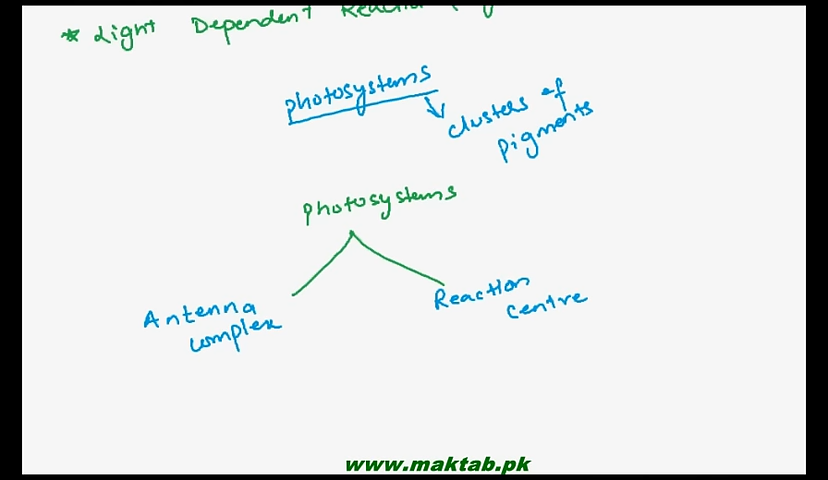 * Light Dependent
photosystems
clusters of
pigments
photosystems
Antenna
complex
Reaction
centre
www.maktab.pk